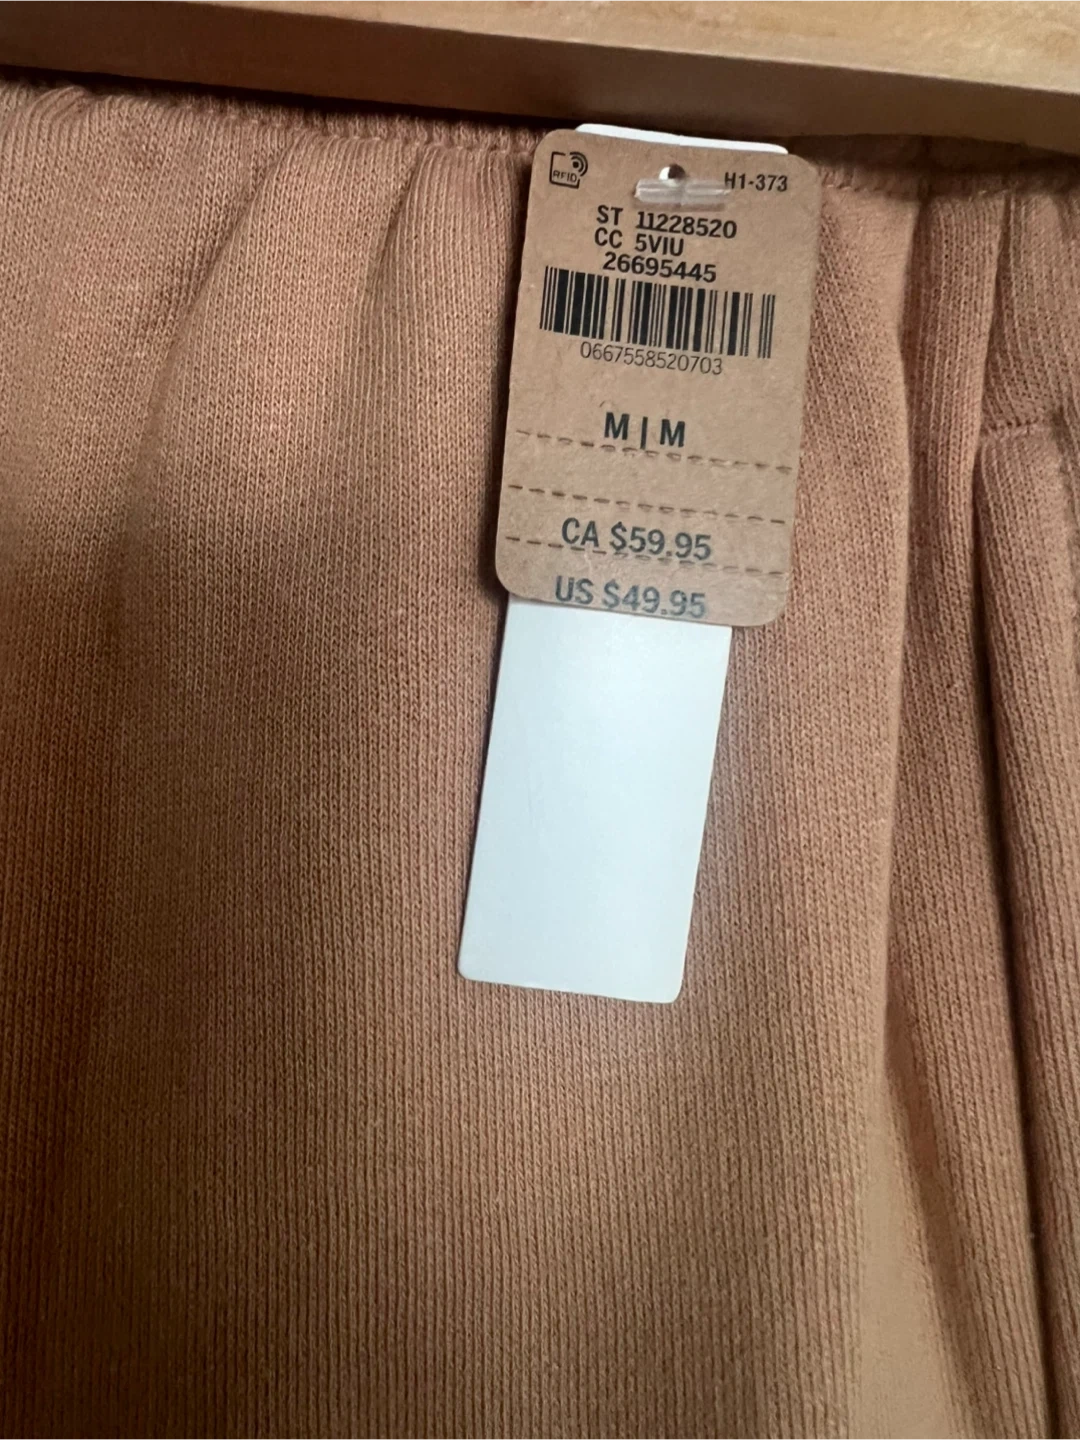 RFID
H1-373
ST 11228520
CC 5VIU
26695445
0667558520703
M | M
CA $59.95
US $49.95